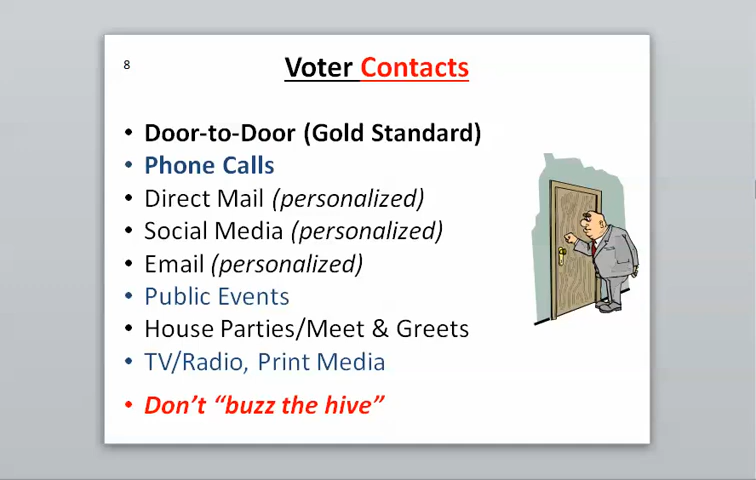 8
Voter Contacts
• Door-to-Door (Gold Standard)
• Phone Calls
• Direct Mail (personalized)
• Social Media (personalized)
• Email (personalized)
• Public Events
• House Parties/Meet & Greets
• TV/Radio, Print Media
• Don't “buzz the hive”